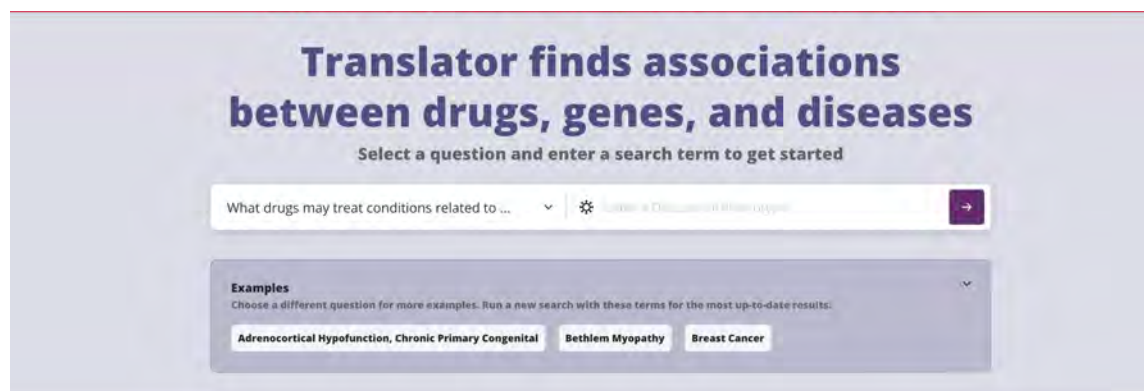 Translator finds associations
between drugs, genes, and diseases
Select a question and enter a search term to get started
What drugs may treat conditions related to ...
Examples
Choose a different question for more examples. Run a new search with these terms for the most up-to-date results.
Adrenocortical Hypofunction, Chronic Primary Congenital Bethlem Myopathy Breast Cancer